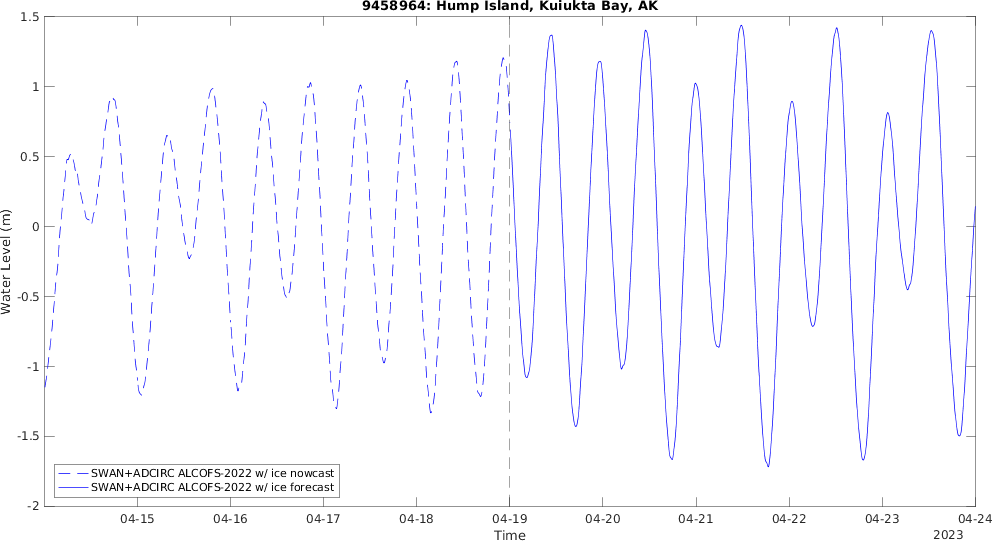 9458964: Hump Island, Kuiukta Bay, AK
1.5
1
0.5
0
-0.5
-1
-1.5
-2
Water Level (m)
SWAN+ADCIRC ALCOFS-2022 w/ ice nowcast
SWAN+ADCIRC ALCOFS-2022 w/ ice forecast
04-15 04-16 04-17 04-18 04-19 04-20 04-21 04-22 04-23 04-24
Time
2023